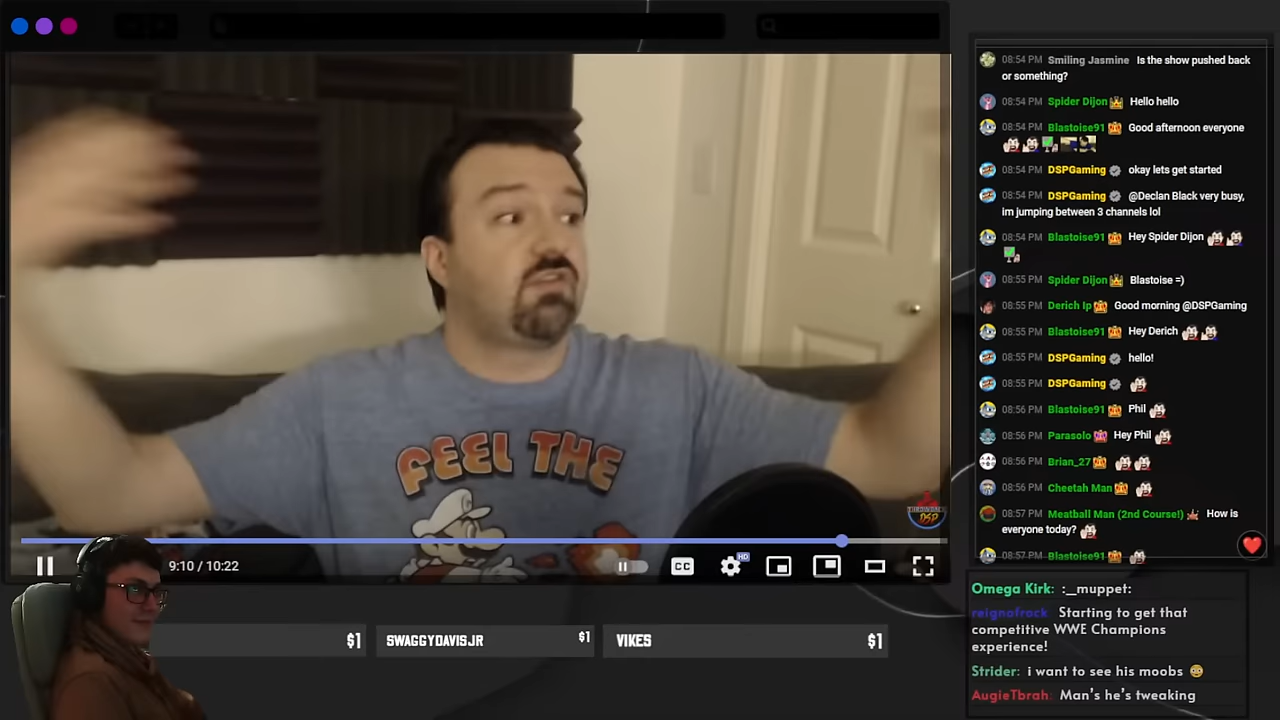 FEEL THE
THROWBACK
DSP
9:10 / 10:22
CC
HD
$1
SWAGGYDAVISJR
$1
VIKES
$1
08:54 PM Smiling Jasmine Is the show pushed back
or something?
08:54 PM Spider Dijon Hello hello
08:54 PM Blastoise91 Good afternoon everyone
08:54 PM DSPGaming okay lets get started
08:54 PM DSPGaming @Declan Black very busy,
im jumping between 3 channels lol
08:54 PM Blastoise91 Hey Spider Dijon
08:55 PM Spider Dijon Blastoise =)
08:55 PM Derich Ip Good morning @DSPGaming
08:55 PM Blastoise91 Hey Derich
08:55 PM DSPGaming hello!
08:55 PM DSPGaming
08:56 PM Blastoise91 Phil
08:56 PM Parasolo Hey Phil
08:56 PM Brian_27
08:56 PM Cheetah Man
08:57 PM Meatball Man (2nd Course!) How is
everyone today?
08:57 PM Blastoise91
Omega Kirk: :_muppet:
reignofrock: Starting to get that
competitive WWE Champions
experience!
Strider: i want to see his moobs 😳
AugieTbrah: Man's he's tweaking